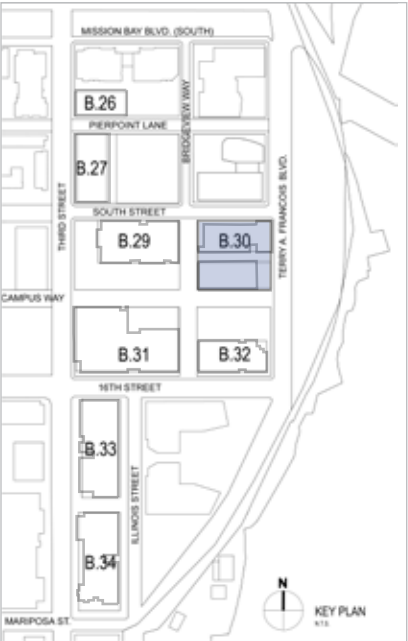 MISSION BAY BLVD. (SOUTH)
B.26
BRIDGEVIEW WAY
PIERPOINT LANE
B.27
SOUTH STREET
THIRD STREET
B.29
B.30
TERRY A. FRANCOIS BLVD.
CAMPUS WAY
B.31
B.32
16TH STREET
B.33
ILLINOIS STREET
B.34
MARIPOSA ST.
N
KEY PLAN
N.T.S.